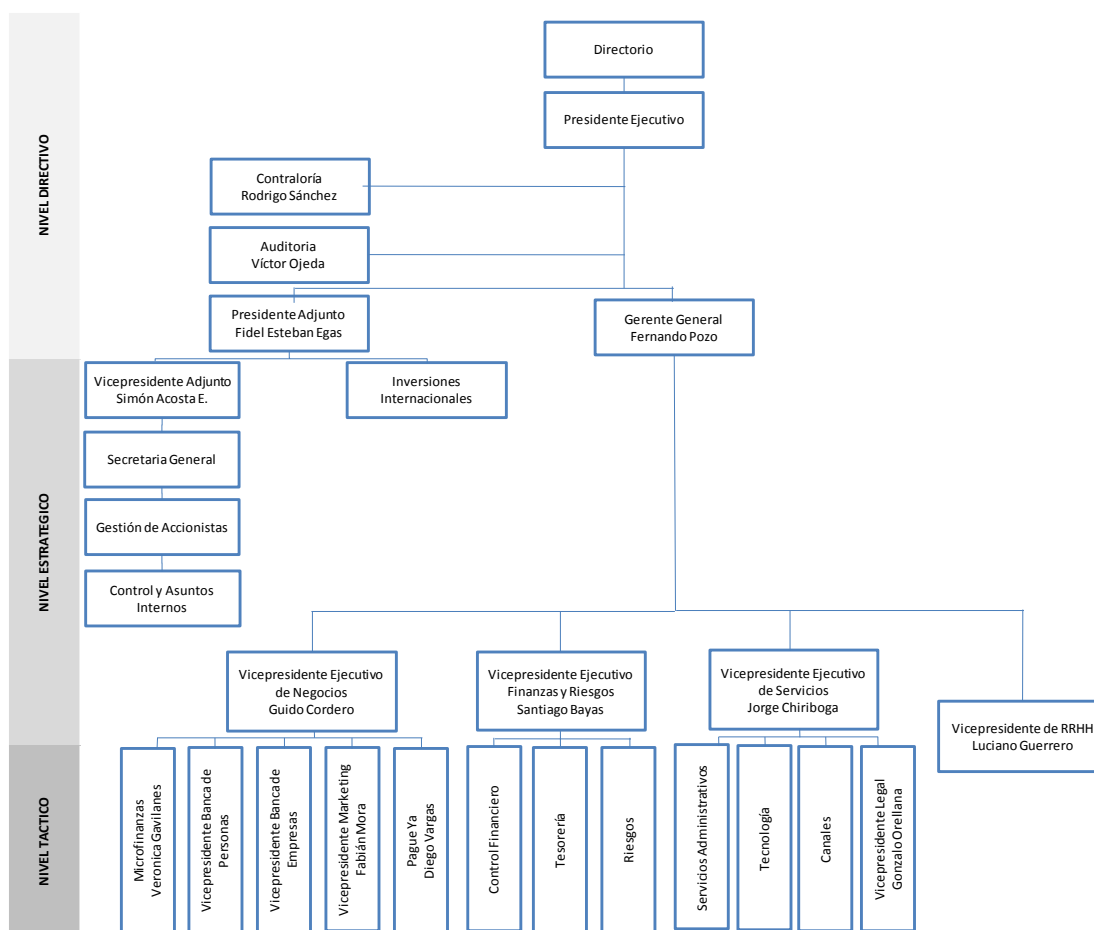 NIVEL DIRECTIVO
Directorio
Presidente Ejecutivo
Contraloría
Rodrigo Sánchez
Auditoria
Víctor Ojeda
Presidente Adjunto
Fidel Esteban Egas
Gerente General
Fernando Pozo
NIVEL ESTRATEGICO
Vicepresidente Adjunto
Simón Acosta E.
Inversiones
Internacionales
Secretaria General
Gestión de Accionistas
Control y Asuntos
Internos
Vicepresidente Ejecutivo
de Negocios
Guido Cordero
Vicepresidente Ejecutivo
Finanzas y Riesgos
Santiago Bayas
Vicepresidente Ejecutivo
de Servicios
Jorge Chiriboga
Vicepresidente de RRHH
Luciano Guerrero
NIVEL TACTICO
Microfinanzas
Veronica Gavilanes
Vicepresidente Banca de
Personas
Vicepresidente Banca de
Empresas
Vicepresidente Marketing
Fabián Mora
Pague Ya
Diego Vargas
Control Financiero
Tesorería
Riesgos
Servicios Administrativos
Tecnología
Canales
Vicepresidente Legal
Gonzalo Orellana